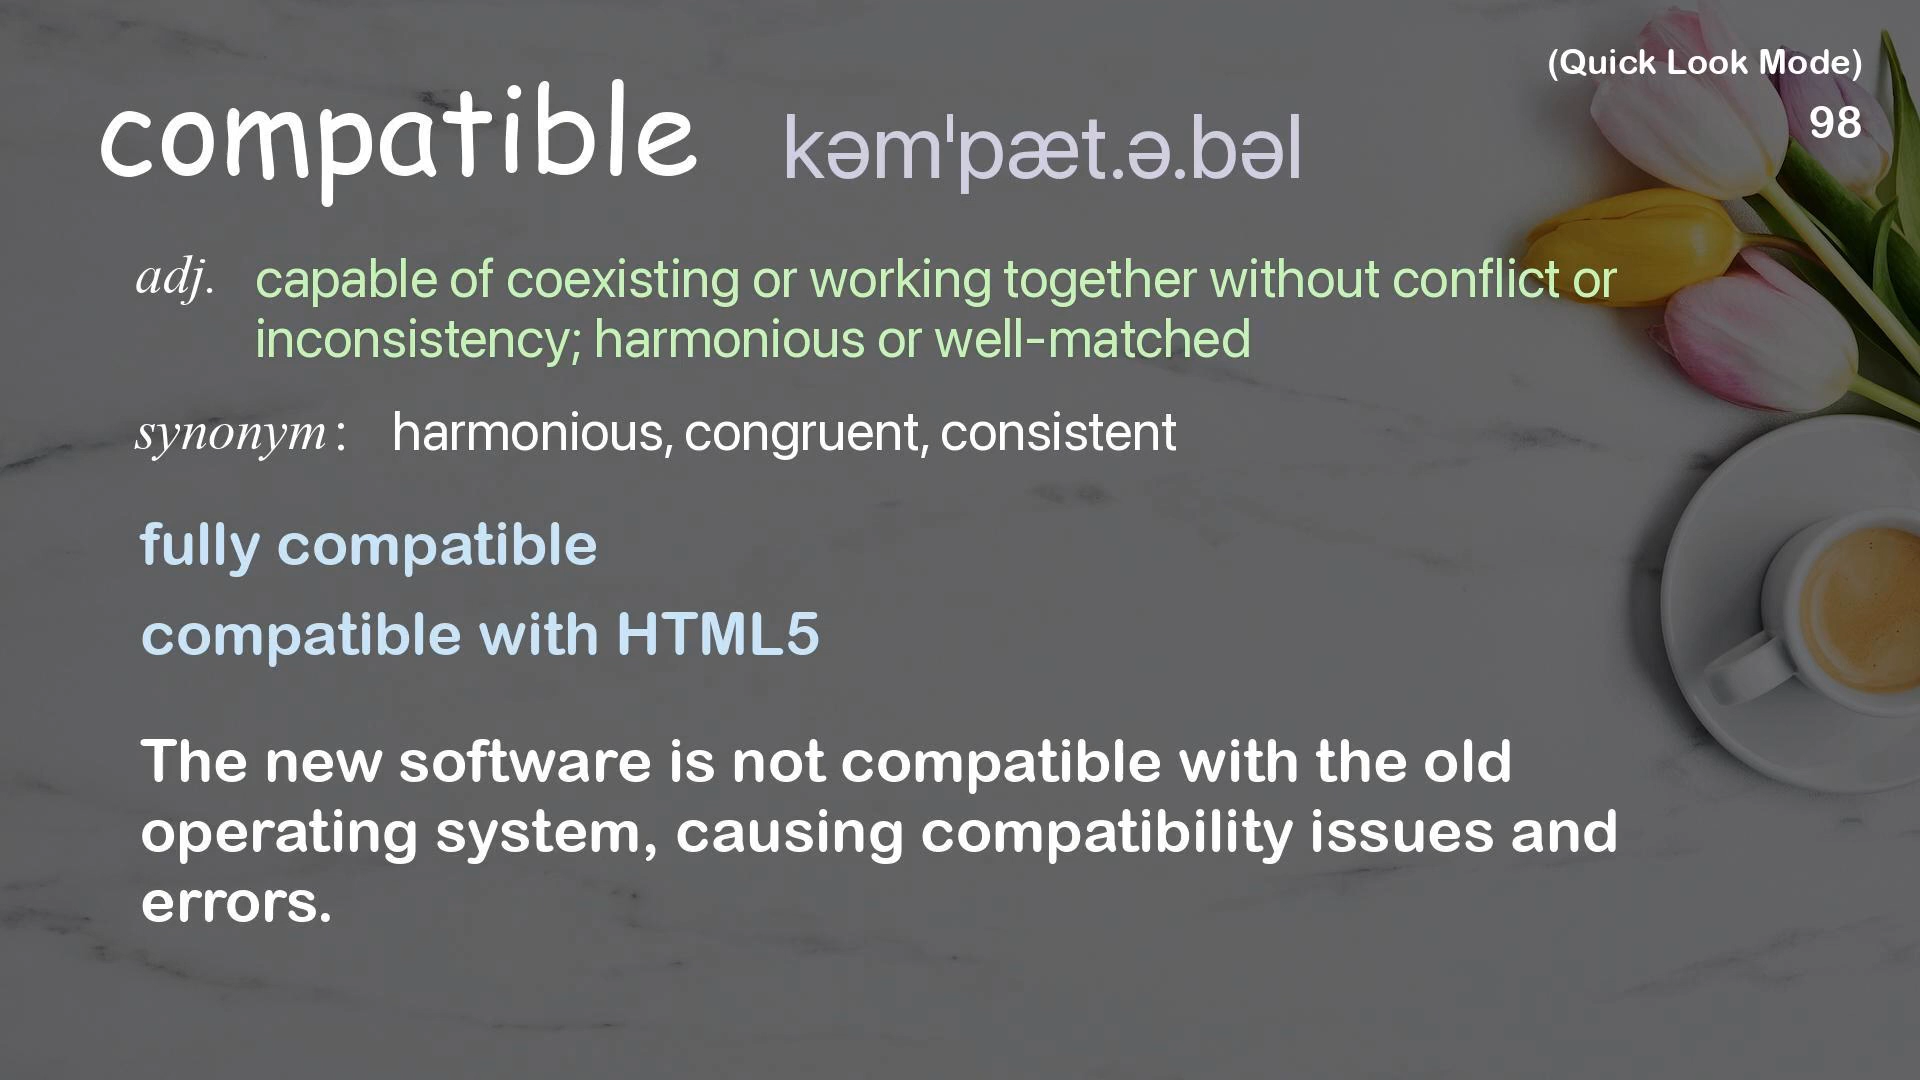 (Quick Look Mode)
98
compatible kəm'pæt.ə.bəl
adj. capable of coexisting or working together without conflict or
inconsistency; harmonious or well-matched
synonym: harmonious, congruent, consistent
fully compatible
compatible with HTML5
The new software is not compatible with the old
operating system, causing compatibility issues and
errors.